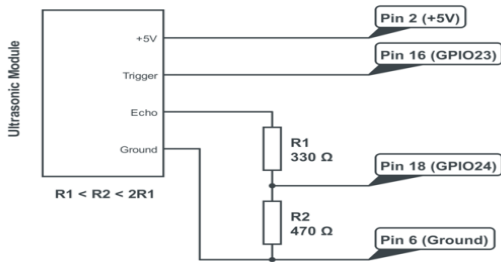 Ultrasonic Module
+5V
Trigger
Echo
Ground
R1 < R2 < 2R1
R1
330 Ω
R2
470 Ω
Pin 2 (+5V)
Pin 16 (GPIO23)
Pin 18 (GPIO24)
Pin 6 (Ground)